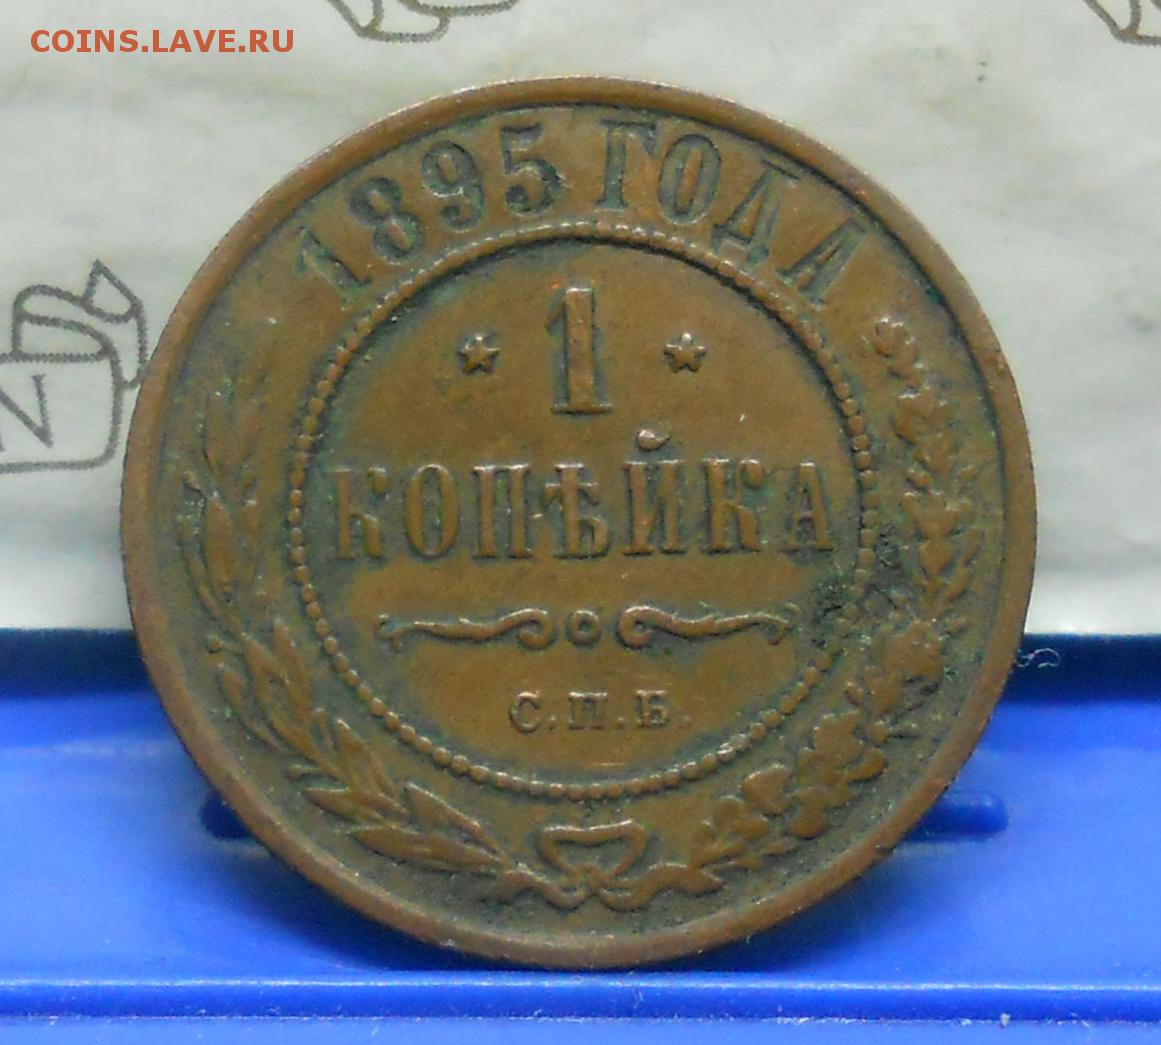 COINS.LAVE.RU
1895 ГОДА
1
КОПѢЙКА
С.П.Б.
N